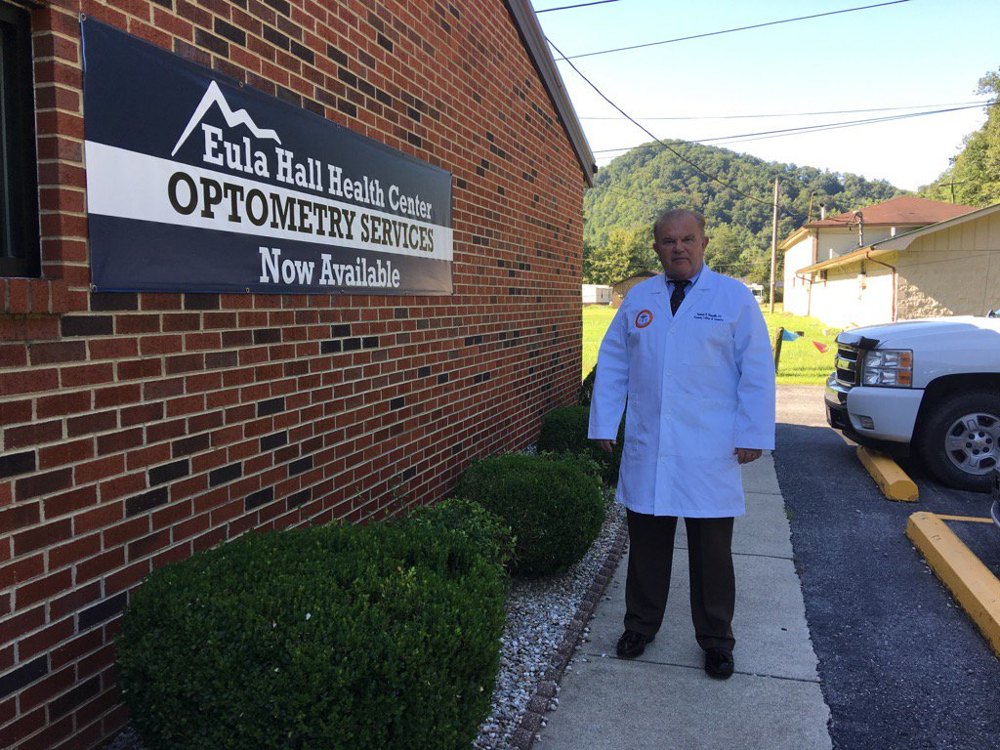 Eula Hall Health Center
OPTOMETRY SERVICES
Now Available